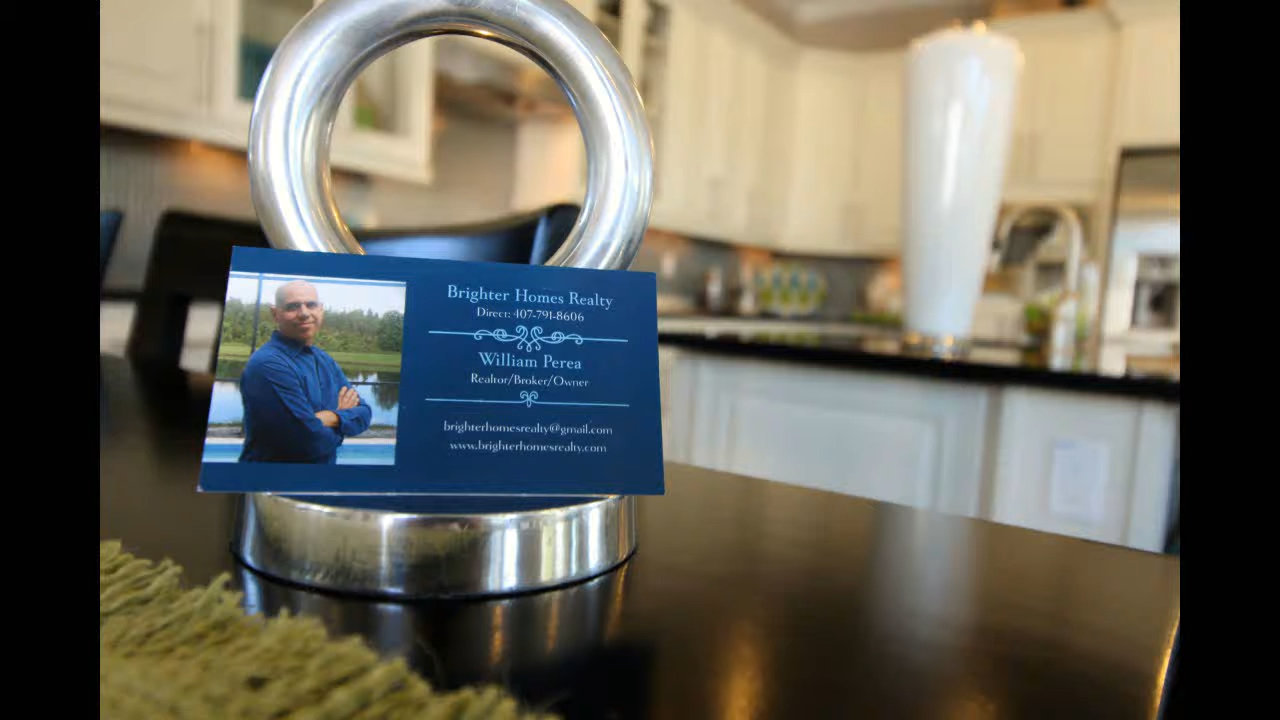 Brighter Homes Realty
Direct: 407-791-8606
William Perea
Realtor/Broker/Owner
brighterhomesrealty@gmail.com
www.brighterhomesrealty.com